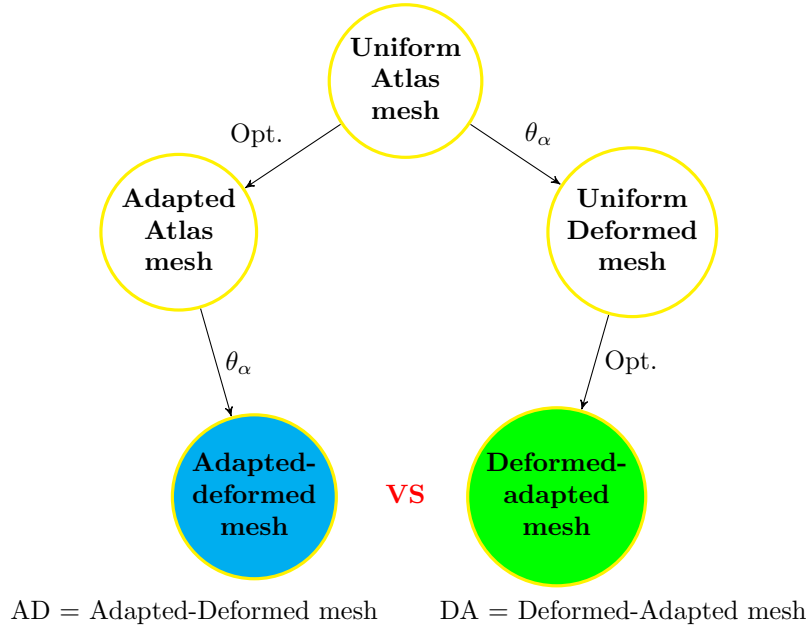 Uniform
Atlas
mesh
Opt.
θα
Adapted
Atlas
mesh
Uniform
Deformed
mesh
θα
Opt.
Adapted-
deformed
mesh
VS
Deformed-
adapted
mesh
AD = Adapted-Deformed mesh
DA = Deformed-Adapted mesh